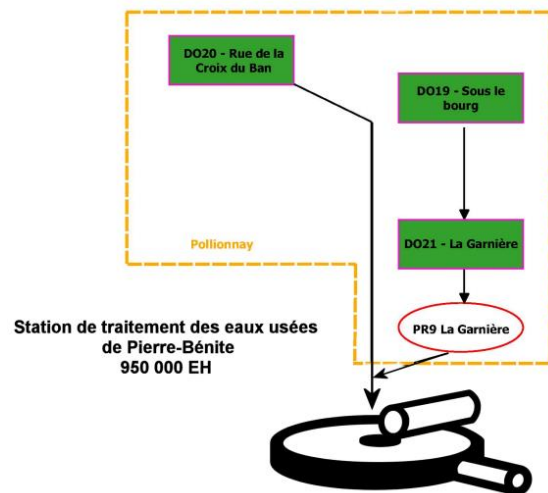 DO20 - Rue de la
Croix du Ban
DO19 - Sous le
bourg
Pollionnay
DO21 - La Garnière
PR9 La Garnière
Station de traitement des eaux usées
de Pierre-Bénite
950 000 EH